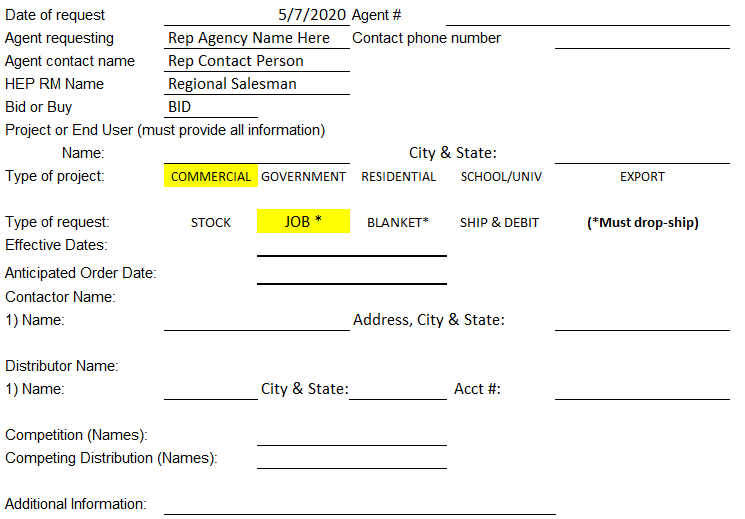 Date of request 5/7/2020 Agent #
Agent requesting Rep Agency Name Here Contact phone number
Agent contact name Rep Contact Person
HEP RM Name Regional Salesman
Bid or Buy BID
Project or End User (must provide all information)
Name: City & State:
Type of project: COMMERCIAL GOVERNMENT RESIDENTIAL SCHOOL/UNIV EXPORT
Type of request: STOCK JOB * BLANKET* SHIP & DEBIT (*Must drop-ship)
Effective Dates:
Anticipated Order Date:
Contactor Name:
1) Name: Address, City & State:
Distributor Name:
1) Name: City & State: Acct #:
Competition (Names):
Competing Distribution (Names):
Additional Information: